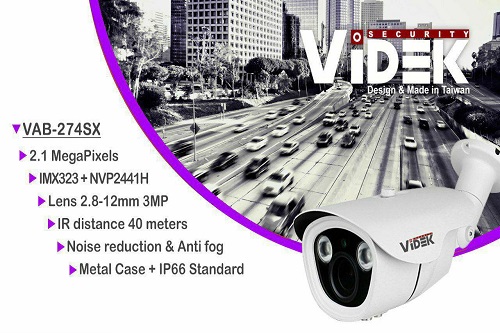 SECURITY
VIDEK
Design & Made in Taiwan
VAB-274SX
2.1 MegaPixels
IMX323 + NVP2441H
Lens 2.8-12mm 3MP
IR distance 40 meters
Noise reduction & Anti fog
Metal Case + IP66 Standard
VIDEK